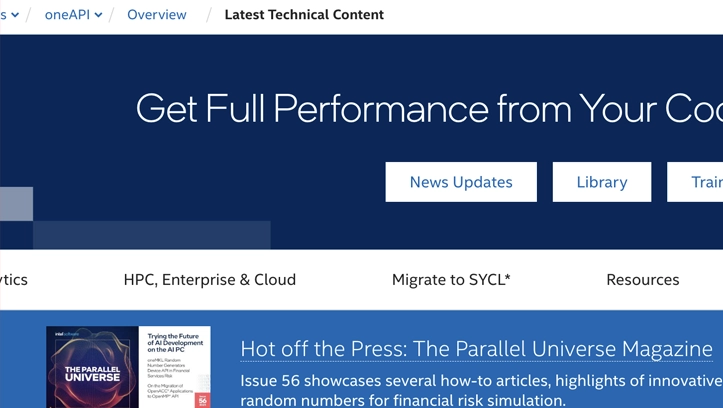 s
oneAPI
Overview
Latest Technical Content
Get Full Performance from Your Cod
News Updates
Library
Train
ytics
HPC, Enterprise & Cloud
Migrate to SYCL*
Resources
intel software
THE PARALLEL
UNIVERSE
Trying the Future
of AI Development
on the AI PC
oneMKL Random
Number Generators
Device API in Financial
Services Risk
On the Migration of
OpenACC* Applications
to OpenMP* API
56
Hot off the Press: The Parallel Universe Magazine
Issue 56 showcases several how-to articles, highlights of innovative
random numbers for financial risk simulation.